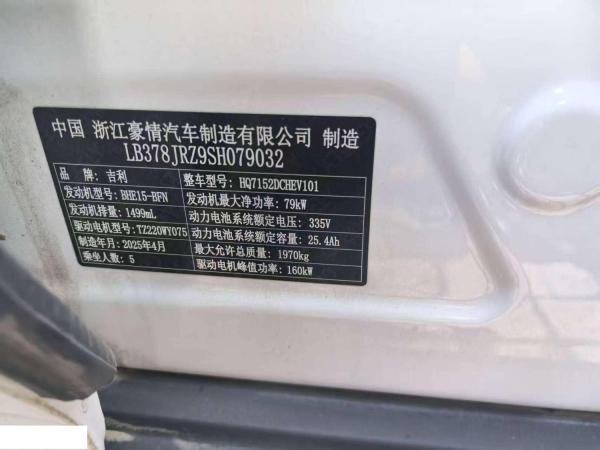 中国 浙江豪情汽车制造有限公司 制造
LB378JRZ9SH079032
品 牌: 吉利 整车型号: HQ7152DCHEV101
发动机型号: BHE15-BFN 发动机最大净功率: 79kW
发动机排量: 1499mL 动力电池系统额定电压: 335V
驱动电机型号: TZ220WY075 动力电池系统额定容量: 25.4Ah
制造年月: 2025年4月 最大允许总质量: 1970kg
乘坐人数: 5 驱动电机峰值功率: 160kW